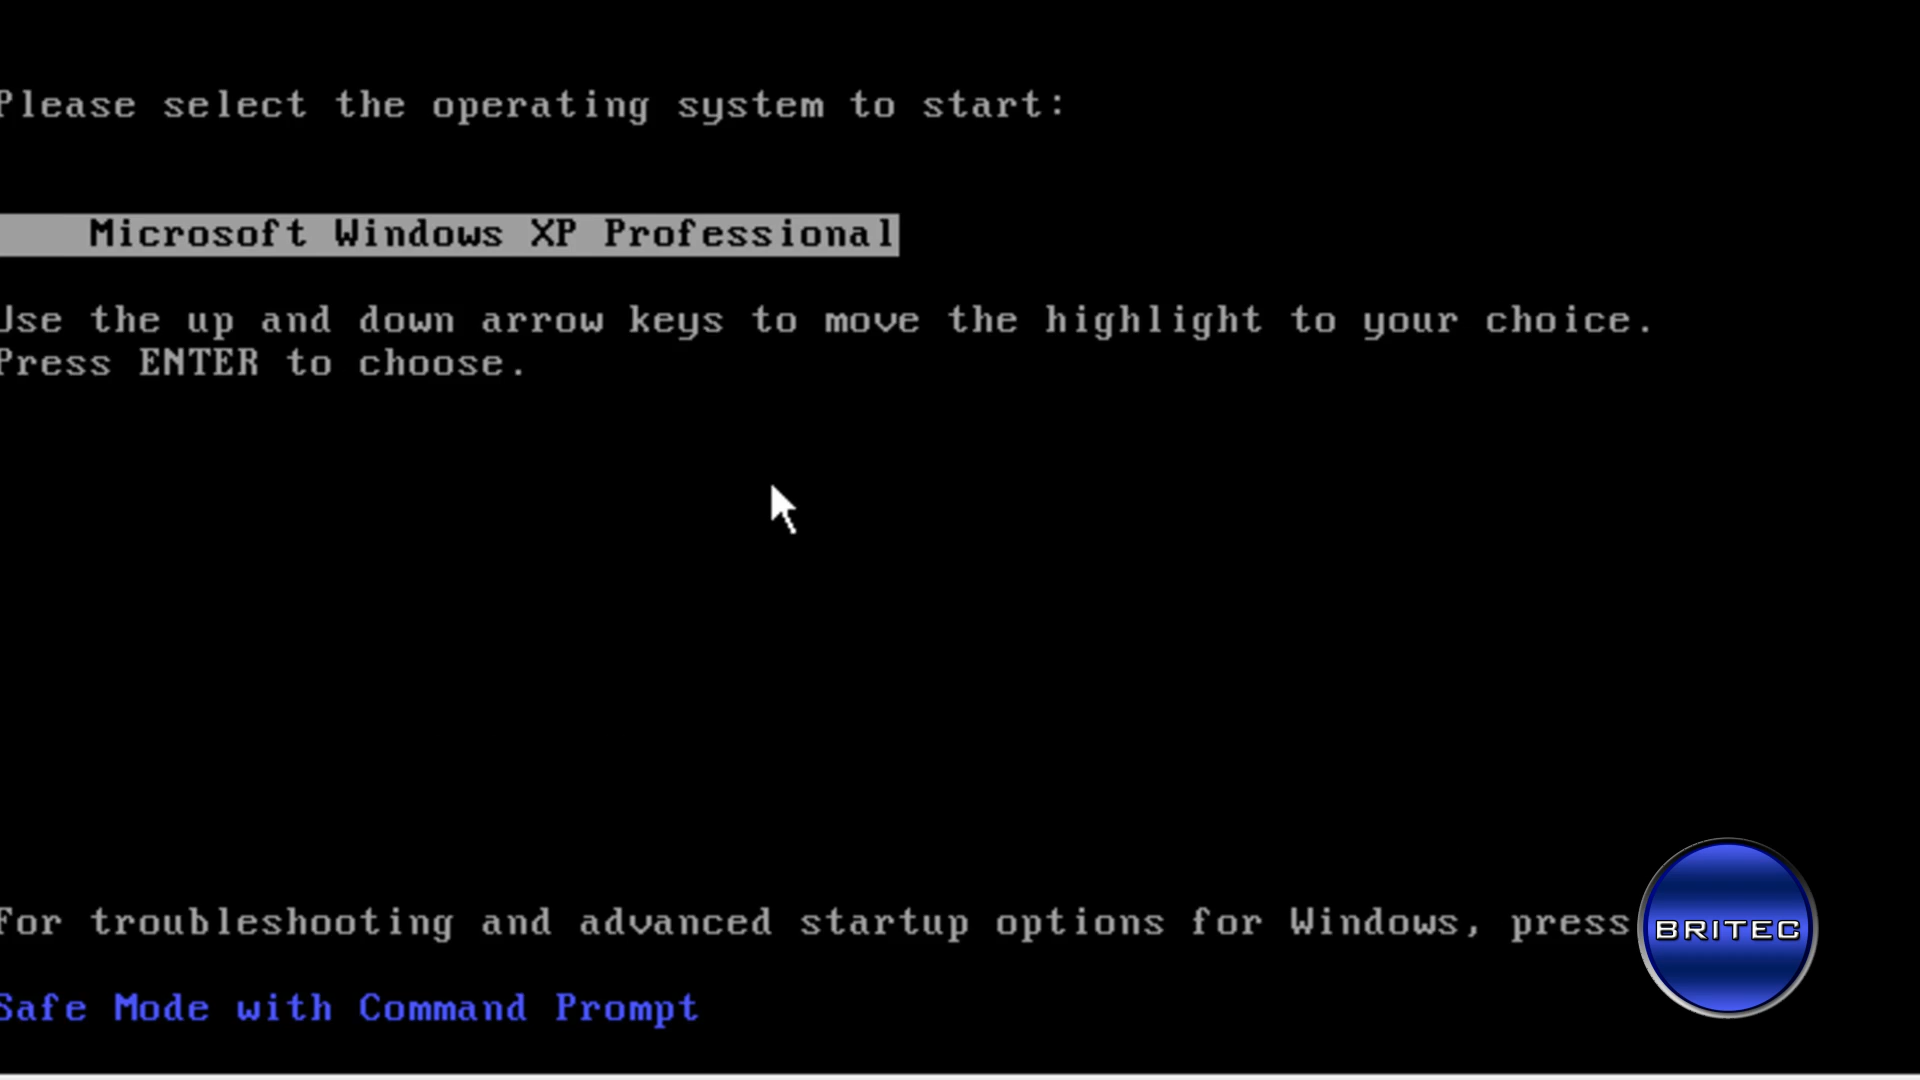 Please select the operating system to start:
Microsoft Windows XP Professional
Use the up and down arrow keys to move the highlight to your choice.
Press ENTER to choose.
For troubleshooting and advanced startup options for Windows, press
BRITEC
Safe Mode with Command Prompt